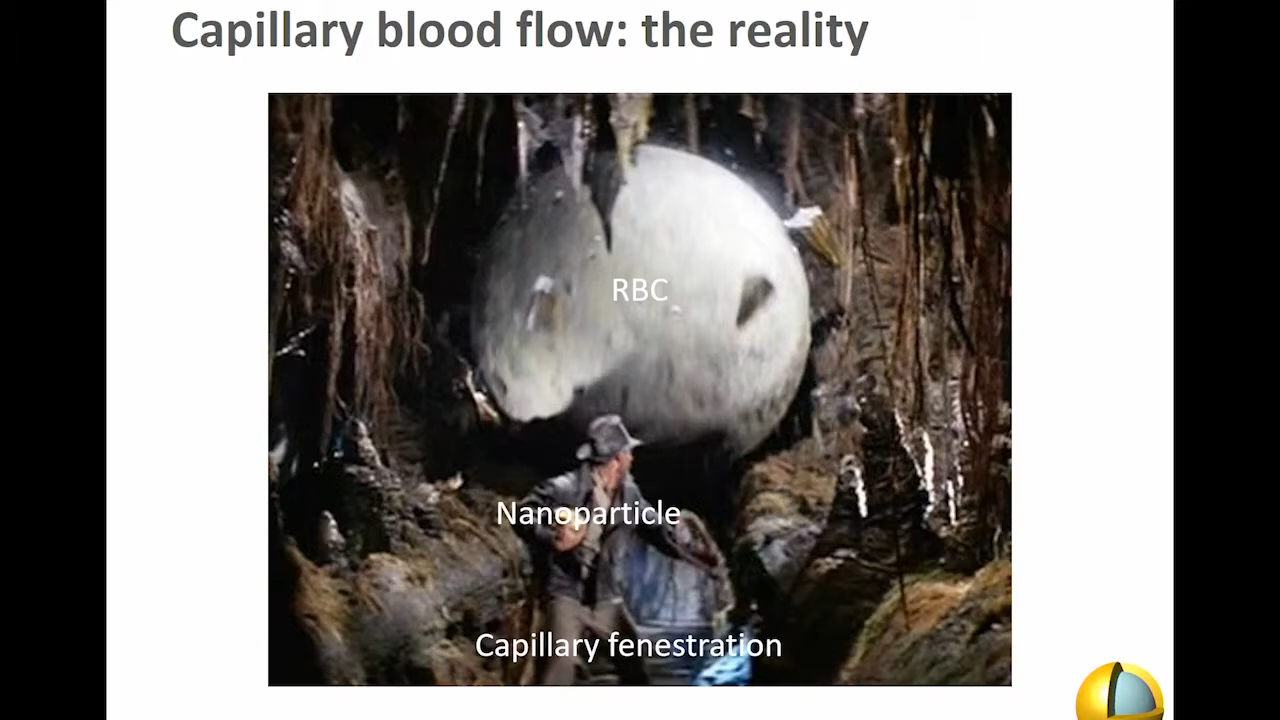 Capillary blood flow: the reality
RBC
Nanoparticle
Capillary fenestration